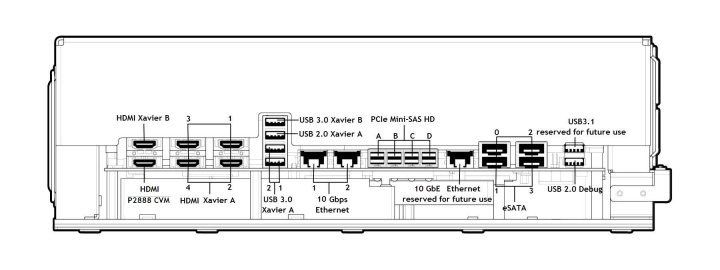 HDMI Xavier B
3
1
USB 3.0 Xavier B
USB 2.0 Xavier A
PCIe Mini-SAS HD
A B C D
0
2
USB3.1
reserved for future use
HDMI
P2888 CVM
4
2
HDMI Xavier A
2 1
USB 3.0
Xavier A
1
2
10 Gbps
Ethernet
10 GbE Ethernet
reserved for future use
1
3
eSATA
USB 2.0 Debug